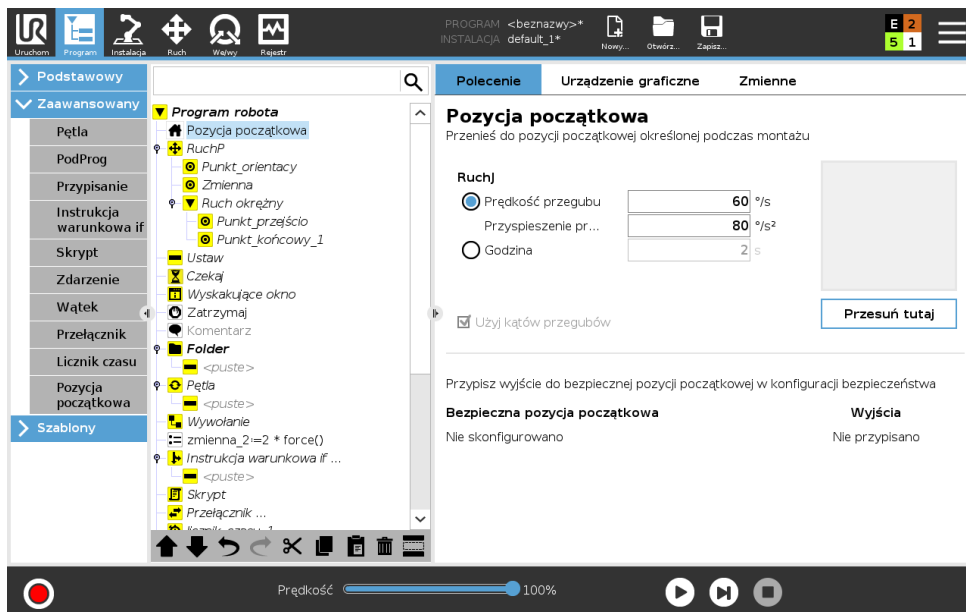 PROGRAM <beznazwy>*
INSTALACJA default_1*
Uruchom Program Instalacja Ruch We/wy Rejestr
Nowy... Otwórz... Zapisz...
E 2
5 1
Podstawowy
Zaawansowany
Pętla
PodProg
Przypisanie
Instrukcja
warunkowa if
Skrypt
Zdarzenie
Wątek
Przełącznik
Licznik czasu
Pozycja
początkowa
Szablony
Program robota
Pozycja początkowa
RuchP
Punkt_orientacy
Zmienna
Ruch okrężny
Punkt_przejścio
Punkt_końcowy_1
Ustaw
Czekaj
Wyskakujące okno
Zatrzymaj
Komentarz
Folder
<puste>
Pętla
<puste>
Wywołanie
zmienna_2≔2 * force()
Instrukcja warunkowa if ...
<puste>
Skrypt
Przełącznik ...
Polecenie Urządzenie graficzne Zmienne
Pozycja początkowa
Przenieś do pozycji początkowej określonej podczas montażu
RuchJ
Prędkość przegubu 60 °/s
Przyspieszenie pr... 80 °/s²
Godzina 2 s
Użyj kątów przegubów
Przesuń tutaj
Przypisz wyjście do bezpiecznej pozycji początkowej w konfiguracji bezpieczeństwa
Bezpieczna pozycja początkowa Wyjścia
Nie skonfigurowano Nie przypisano
Prędkość 100%